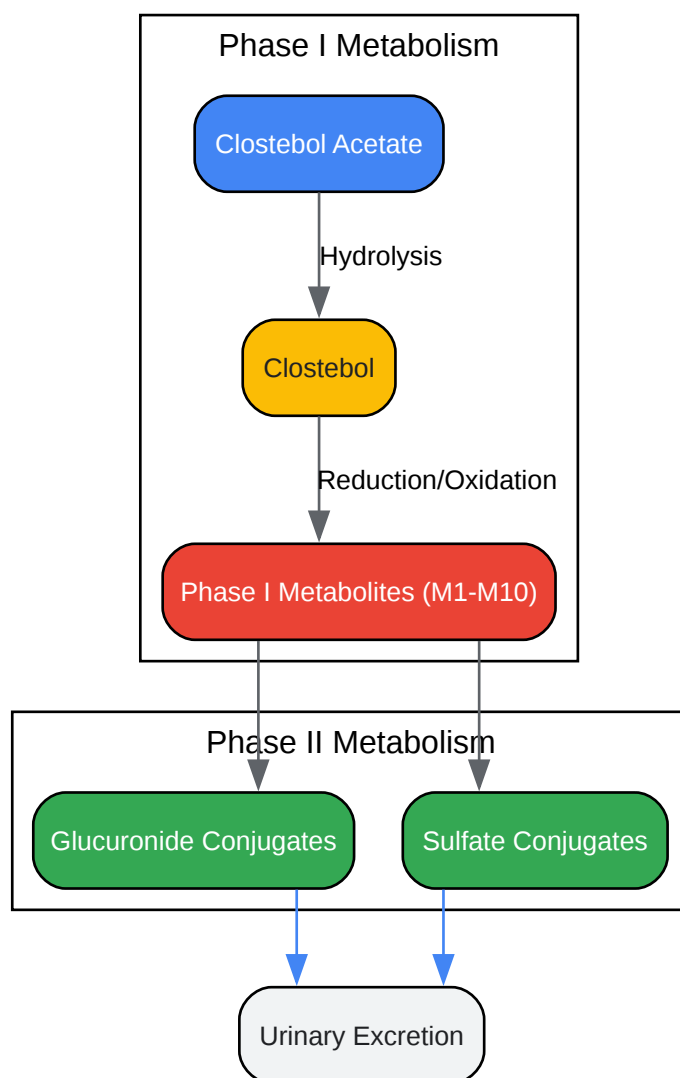 Phase I Metabolism
Clostebol Acetate
Hydrolysis
Clostebol
Reduction/Oxidation
Phase I Metabolites (M1-M10)
Phase II Metabolism
Glucuronide Conjugates
Sulfate Conjugates
Urinary Excretion